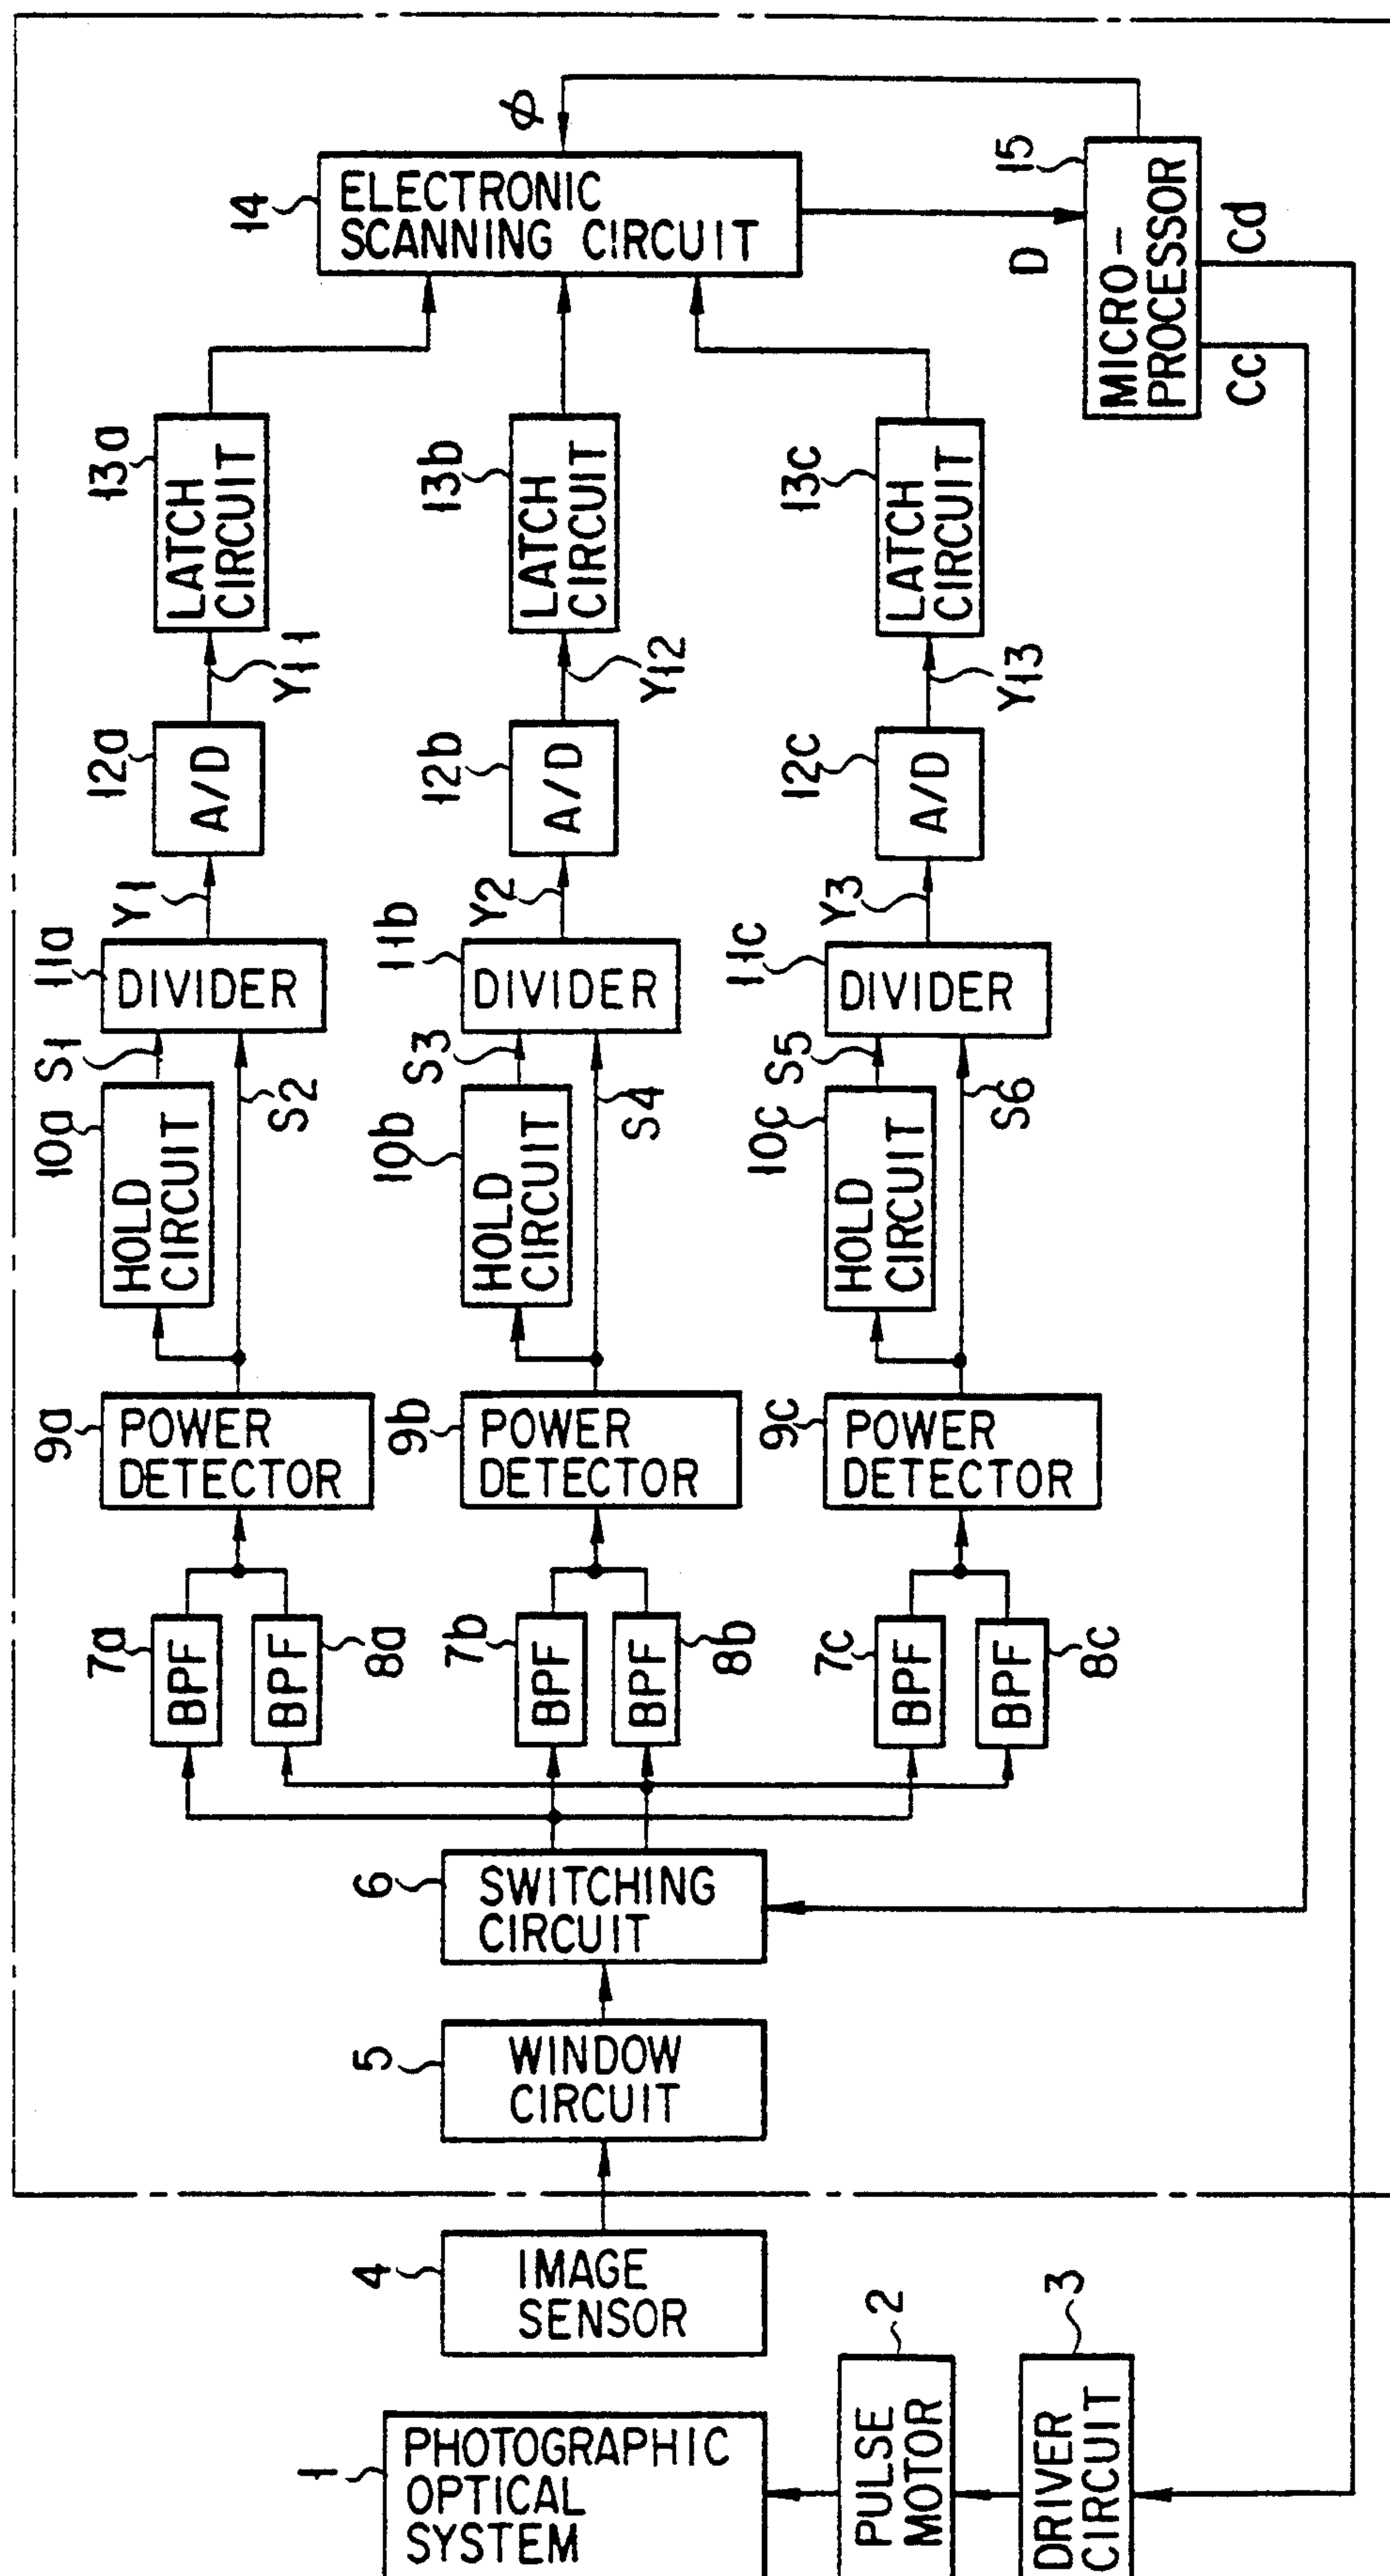 14
ELECTRONIC
SCANNING CIRCUIT
φ
15
MICRO-
PROCESSOR
D
Cc
Cd
13a
LATCH
CIRCUIT
13b
LATCH
CIRCUIT
13c
LATCH
CIRCUIT
Y11
Y12
Y13
12a
A/D
12b
A/D
12c
A/D
Y1
Y2
Y3
11a
DIVIDER
11b
DIVIDER
11c
DIVIDER
S1
S2
S3
S4
S5
S6
10a
HOLD
CIRCUIT
10b
HOLD
CIRCUIT
10c
HOLD
CIRCUIT
9a
POWER
DETECTOR
9b
POWER
DETECTOR
9c
POWER
DETECTOR
7a
BPF
BPF
8a
7b
BPF
BPF
8b
7c
BPF
BPF
8c
6
SWITCHING
CIRCUIT
5
WINDOW
CIRCUIT
4
IMAGE
SENSOR
1
PHOTOGRAPHIC
OPTICAL
SYSTEM
2
PULSE
MOTOR
3
DRIVER
CIRCUIT